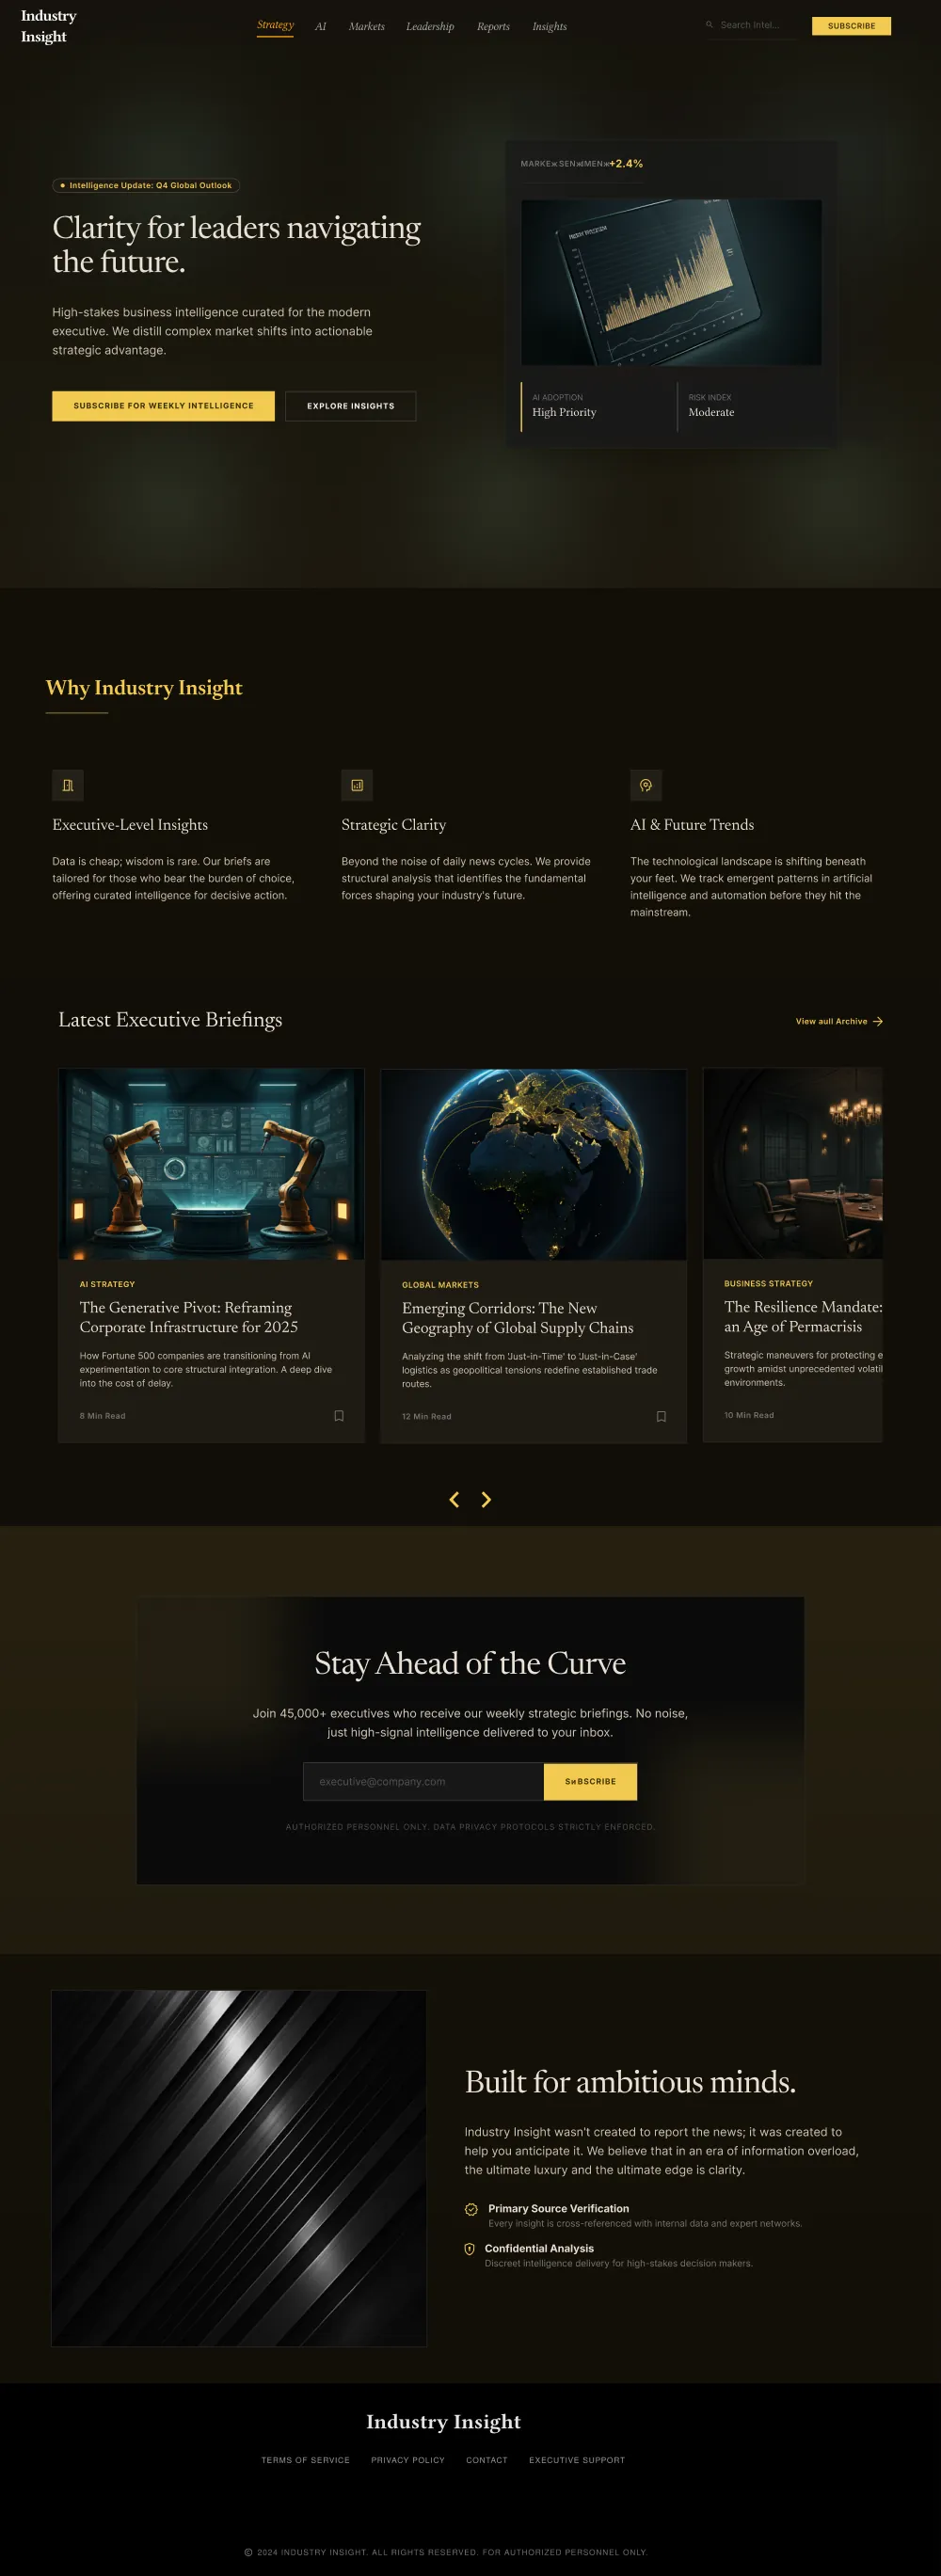 Industry
Insight
Strategy
AI
Markets
Leadership
Reports
Insights
Search Intel...
SUBSCRIBE
Intelligence Update: Q4 Global Outlook
Clarity for leaders navigating
the future.
High-stakes business intelligence curated for the modern
executive. We distill complex market shifts into actionable
strategic advantage.
SUBSCRIBE FOR WEEKLY INTELLIGENCE
EXPLORE INSIGHTS
+2.4%
AI ADOPTION
High Priority
RISK INDEX
Moderate
Why Industry Insight
Executive-Level Insights
Data is cheap; wisdom is rare. Our briefs are
tailored for those who bear the burden of choice,
offering curated intelligence for decisive action.
Strategic Clarity
Beyond the noise of daily news cycles. We provide
structural analysis that identifies the fundamental
forces shaping your industry's future.
AI & Future Trends
The technological landscape is shifting beneath
your feet. We track emergent patterns in artificial
intelligence and automation before they hit the
mainstream.
Latest Executive Briefings
View aull Archive
AI STRATEGY
The Generative Pivot: Reframing
Corporate Infrastructure for 2025
How Fortune 500 companies are transitioning from AI
experimentation to core structural integration. A deep dive
into the cost of delay.
8 Min Read
GLOBAL MARKETS
Emerging Corridors: The New
Geography of Global Supply Chains
Analyzing the shift from 'Just-in-Time' to 'Just-in-Case'
logistics as geopolitical tensions redefine established trade
routes.
12 Min Read
BUSINESS STRATEGY
The Resilience Mandate:
an Age of Permacrisis
Strategic maneuvers for protecting e
growth amidst unprecedented volatil
environments.
10 Min Read
Stay Ahead of the Curve
Join 45,000+ executives who receive our weekly strategic briefings. No noise,
just high-signal intelligence delivered to your inbox.
executive@company.com
SиBSCRIBE
AUTHORIZED PERSONNEL ONLY. DATA PRIVACY PROTOCOLS STRICTLY ENFORCED.
Built for ambitious minds.
Industry Insight wasn't created to report the news; it was created to
help you anticipate it. We believe that in an era of information overload,
the ultimate luxury and the ultimate edge is clarity.
Primary Source Verification
Every insight is cross-referenced with internal data and expert networks.
Confidential Analysis
Discreet intelligence delivery for high-stakes decision makers.
Industry Insight
TERMS OF SERVICE
PRIVACY POLICY
CONTACT
EXECUTIVE SUPPORT
© 2024 INDUSTRY INSIGHT. ALL RIGHTS RESERVED. FOR AUTHORIZED PERSONNEL ONLY.